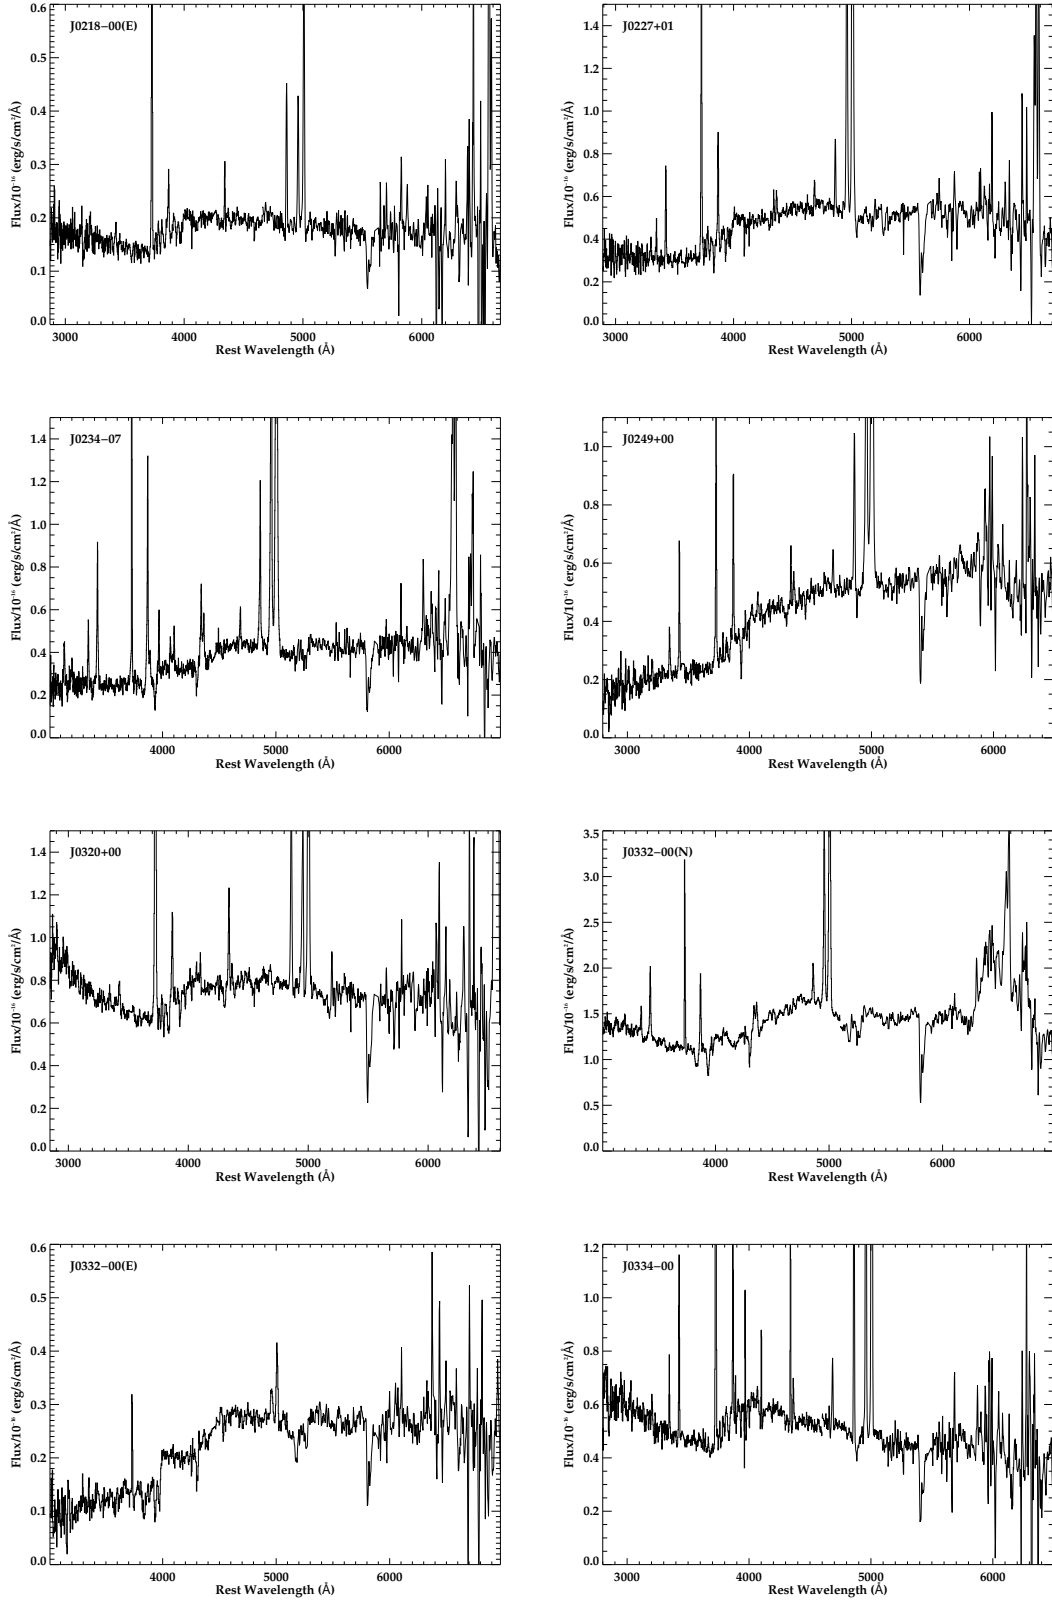 J0218−00(E)
0.6
0.5
0.4
0.3
0.2
0.1
0.0
Flux/10⁻¹⁶ (erg/s/cm²/Å)
3000 4000 5000 6000
Rest Wavelength (Å)
J0227+01
1.4
1.2
1.0
0.8
0.6
0.4
0.2
0.0
Flux/10⁻¹⁶ (erg/s/cm²/Å)
3000 4000 5000 6000
Rest Wavelength (Å)
J0234−07
1.4
1.2
1.0
0.8
0.6
0.4
0.2
0.0
Flux/10⁻¹⁶ (erg/s/cm²/Å)
4000 5000 6000
Rest Wavelength (Å)
J0249+00
1.0
0.8
0.6
0.4
0.2
0.0
Flux/10⁻¹⁶ (erg/s/cm²/Å)
3000 4000 5000 6000
Rest Wavelength (Å)
J0320+00
1.4
1.2
1.0
0.8
0.6
0.4
0.2
0.0
Flux/10⁻¹⁶ (erg/s/cm²/Å)
3000 4000 5000 6000
Rest Wavelength (Å)
J0332−00(N)
3.5
3.0
2.5
2.0
1.5
1.0
0.5
0.0
Flux/10⁻¹⁶ (erg/s/cm²/Å)
4000 5000 6000
Rest Wavelength (Å)
J0332−00(E)
0.6
0.5
0.4
0.3
0.2
0.1
0.0
Flux/10⁻¹⁶ (erg/s/cm²/Å)
4000 5000 6000
Rest Wavelength (Å)
J0334−00
1.2
1.0
0.8
0.6
0.4
0.2
0.0
Flux/10⁻¹⁶ (erg/s/cm²/Å)
3000 4000 5000 6000
Rest Wavelength (Å)